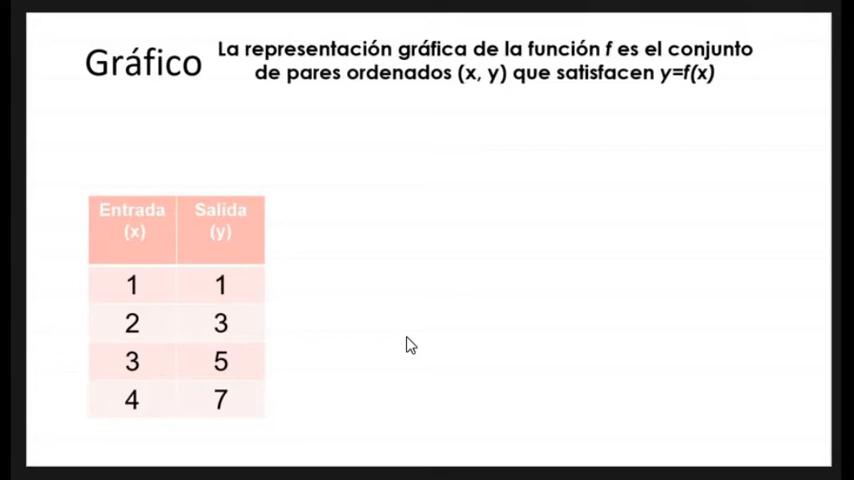 Gráfico
La representación gráfica de la función f es el conjunto
de pares ordenados (x, y) que satisfacen y=f(x)
Entrada (x) Salida (y)
1 1
2 3
3 5
4 7